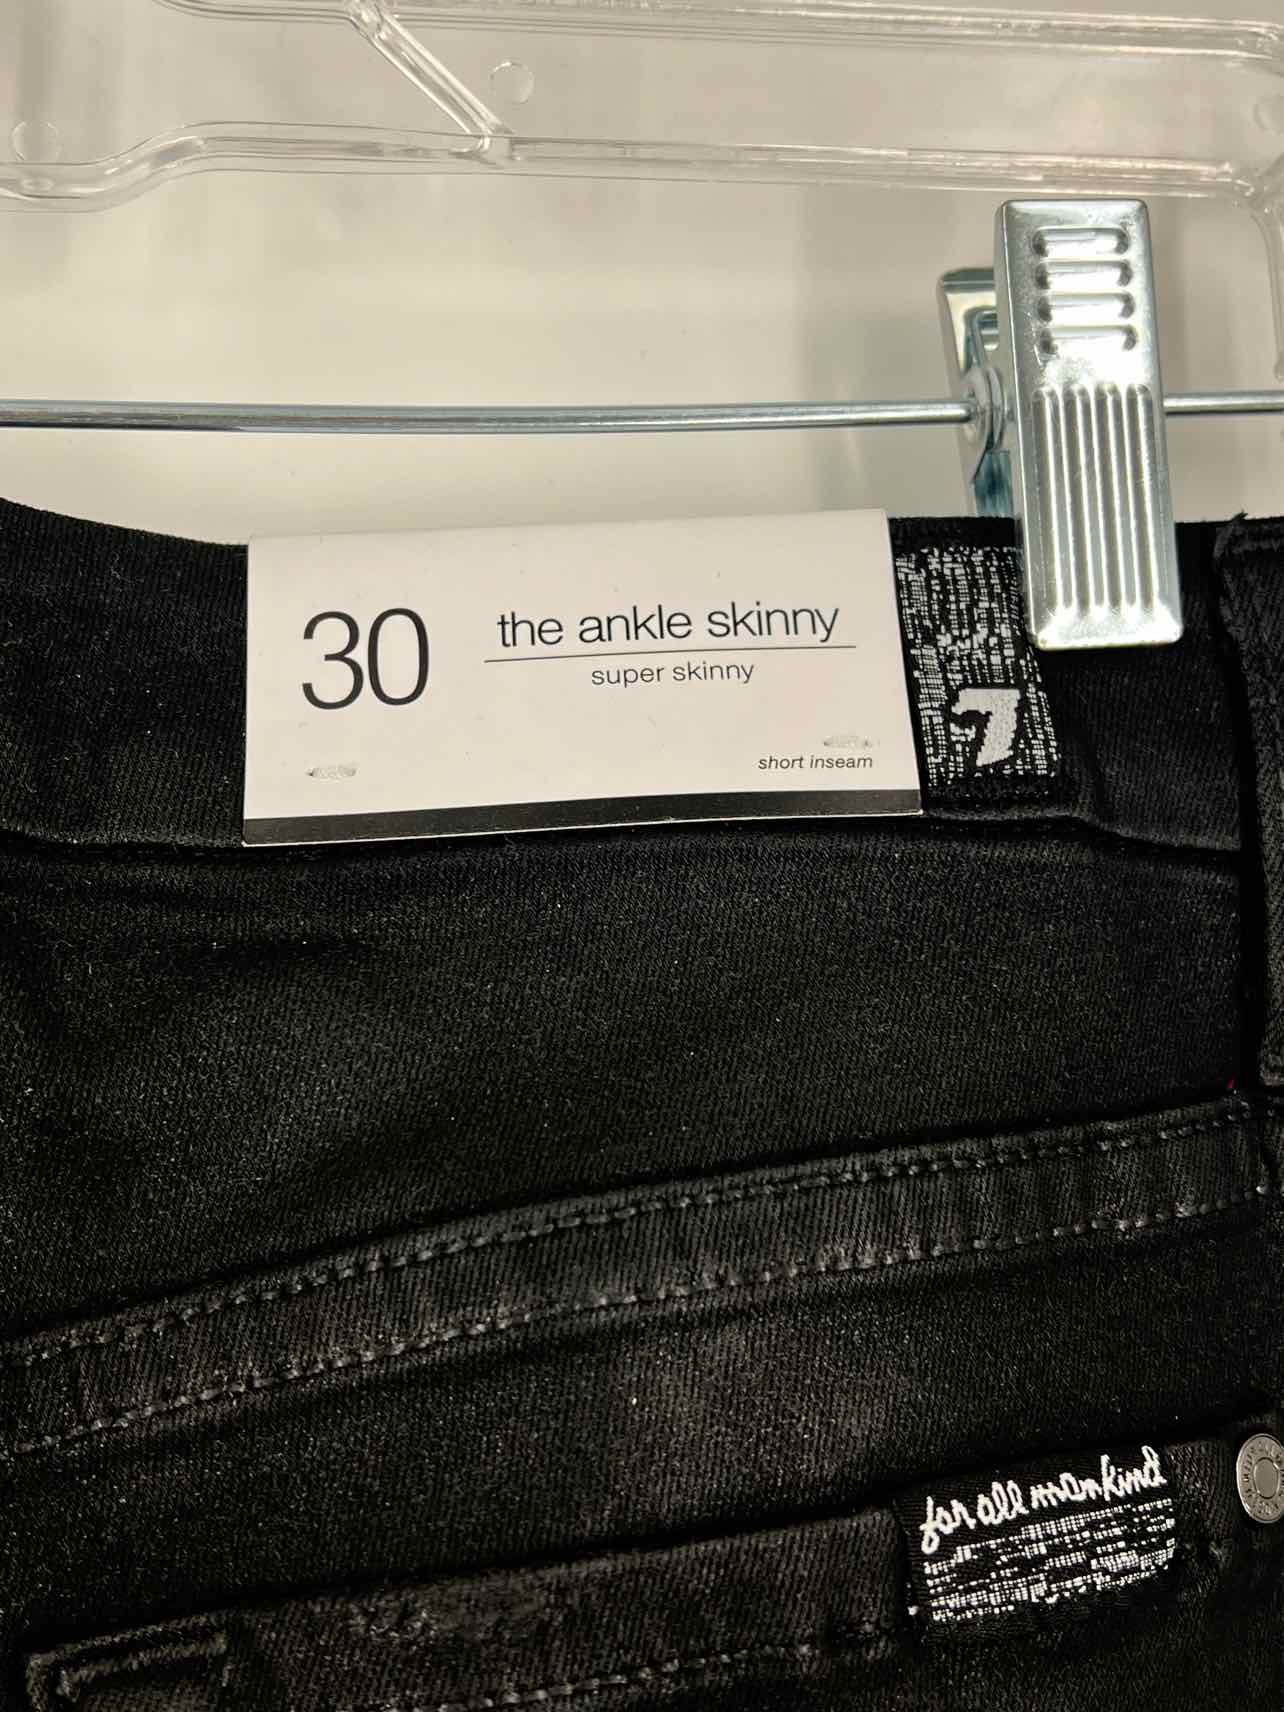 30
the ankle skinny
super skinny
short inseam
7
for all mankind